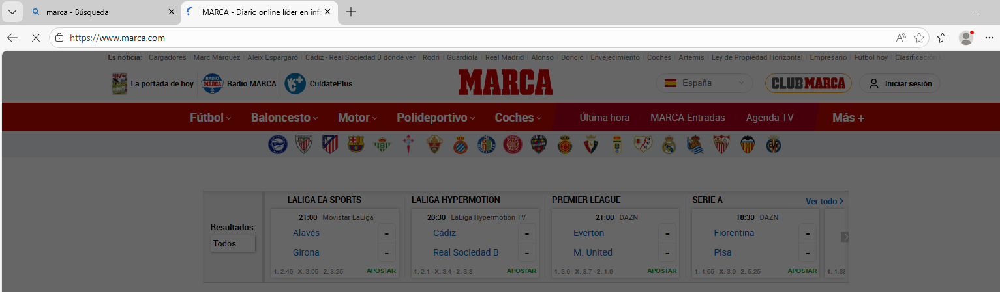 marca - Búsqueda
MARCA - Diario online líder en info
https://www.marca.com
Es noticia: Cargadores Marc Márquez Aleix Espargaró Cádiz - Real Sociedad B dónde ver Rodri Guardiola Real Madrid Alonso Doncic Envejecimiento Coches Artemis Ley de Propiedad Horizontal Empresario Fútbol hoy Clasificación
La portada de hoy RADIO MARCA Radio MARCA CuídatePlus MARCA España CLUB MARCA Iniciar sesión
Fútbol Baloncesto Motor Polideportivo Coches Última hora MARCA Entradas Agenda TV Más +
LALIGA EA SPORTS LALIGA HYPERMOTION PREMIER LEAGUE SERIE A Ver todo
21:00 Movistar LaLiga 20:30 LaLiga Hypermotion TV 21:00 DAZN 18:30 DAZN
Resultados:
Alavés - Cádiz - Everton - Fiorentina -
Todos
Girona - Real Sociedad B - M. United - Pisa -
1: 2.45 - X: 3.05 - 2: 3.25 APOSTAR 1: 2.1 - X: 3.4 - 2: 3.8 APOSTAR 1: 3.9 - X: 3.7 - 2: 1.9 APOSTAR 1: 1.65 - X: 3.9 - 2: 5.25 APOSTAR 1: 1.88